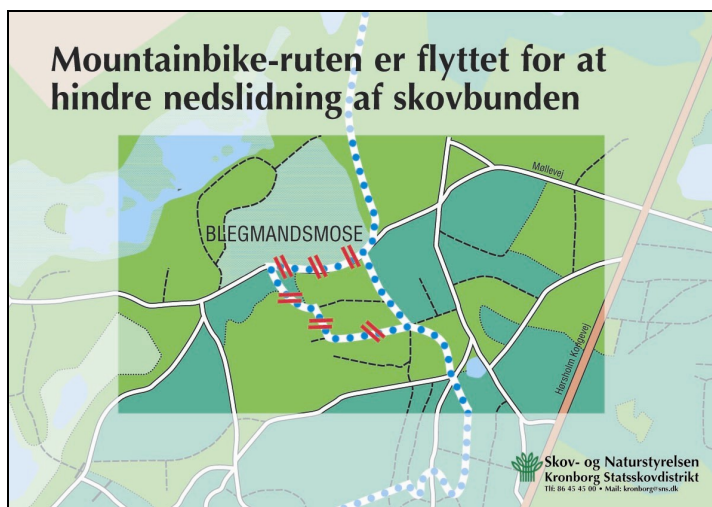 Mountainbike-ruten er flyttet for at
hindre nedslidning af skovbunden
Møllevej
BLEGMANDSMOSE
Hørsholm Kongevej
Skov- og Naturstyrelsen
Kronborg Statsskovdistrikt
Tlf: 86 45 45 00 • Mail: kronborg@sns.dk